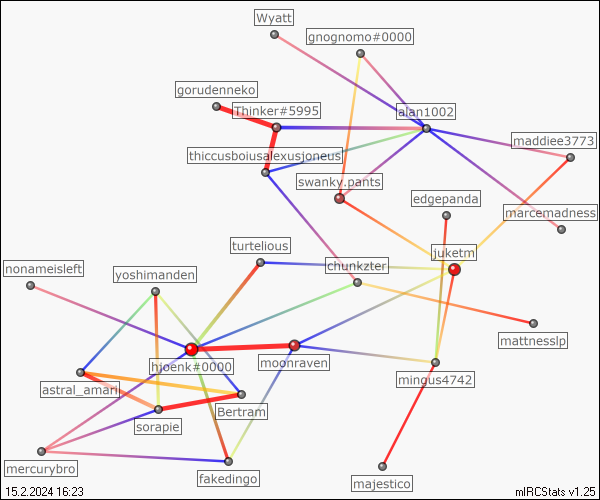 Wyatt
gnognomo#0000
gorudenneko
Thinker#5995
alan1002
maddiee3773
thiccusboiusalexusjoneus
swanky.pants
edgepanda
marcemadness
turtelious
juketm
nonameisleft
yoshimanden
chunkzter
mattnesslp
hjoenk#0000
moonraven
mingus4742
astral_amari
Bertram
sorapie
mercurybro
fakedingo
majestico
15.2.2024 16:23
mIRCStats v1.25